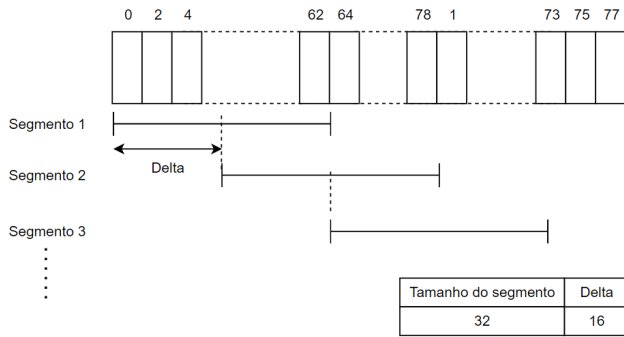 0 2 4 62 64 78 1 73 75 77
Segmento 1
Delta
Segmento 2
Segmento 3
Tamanho do segmento Delta
32 16